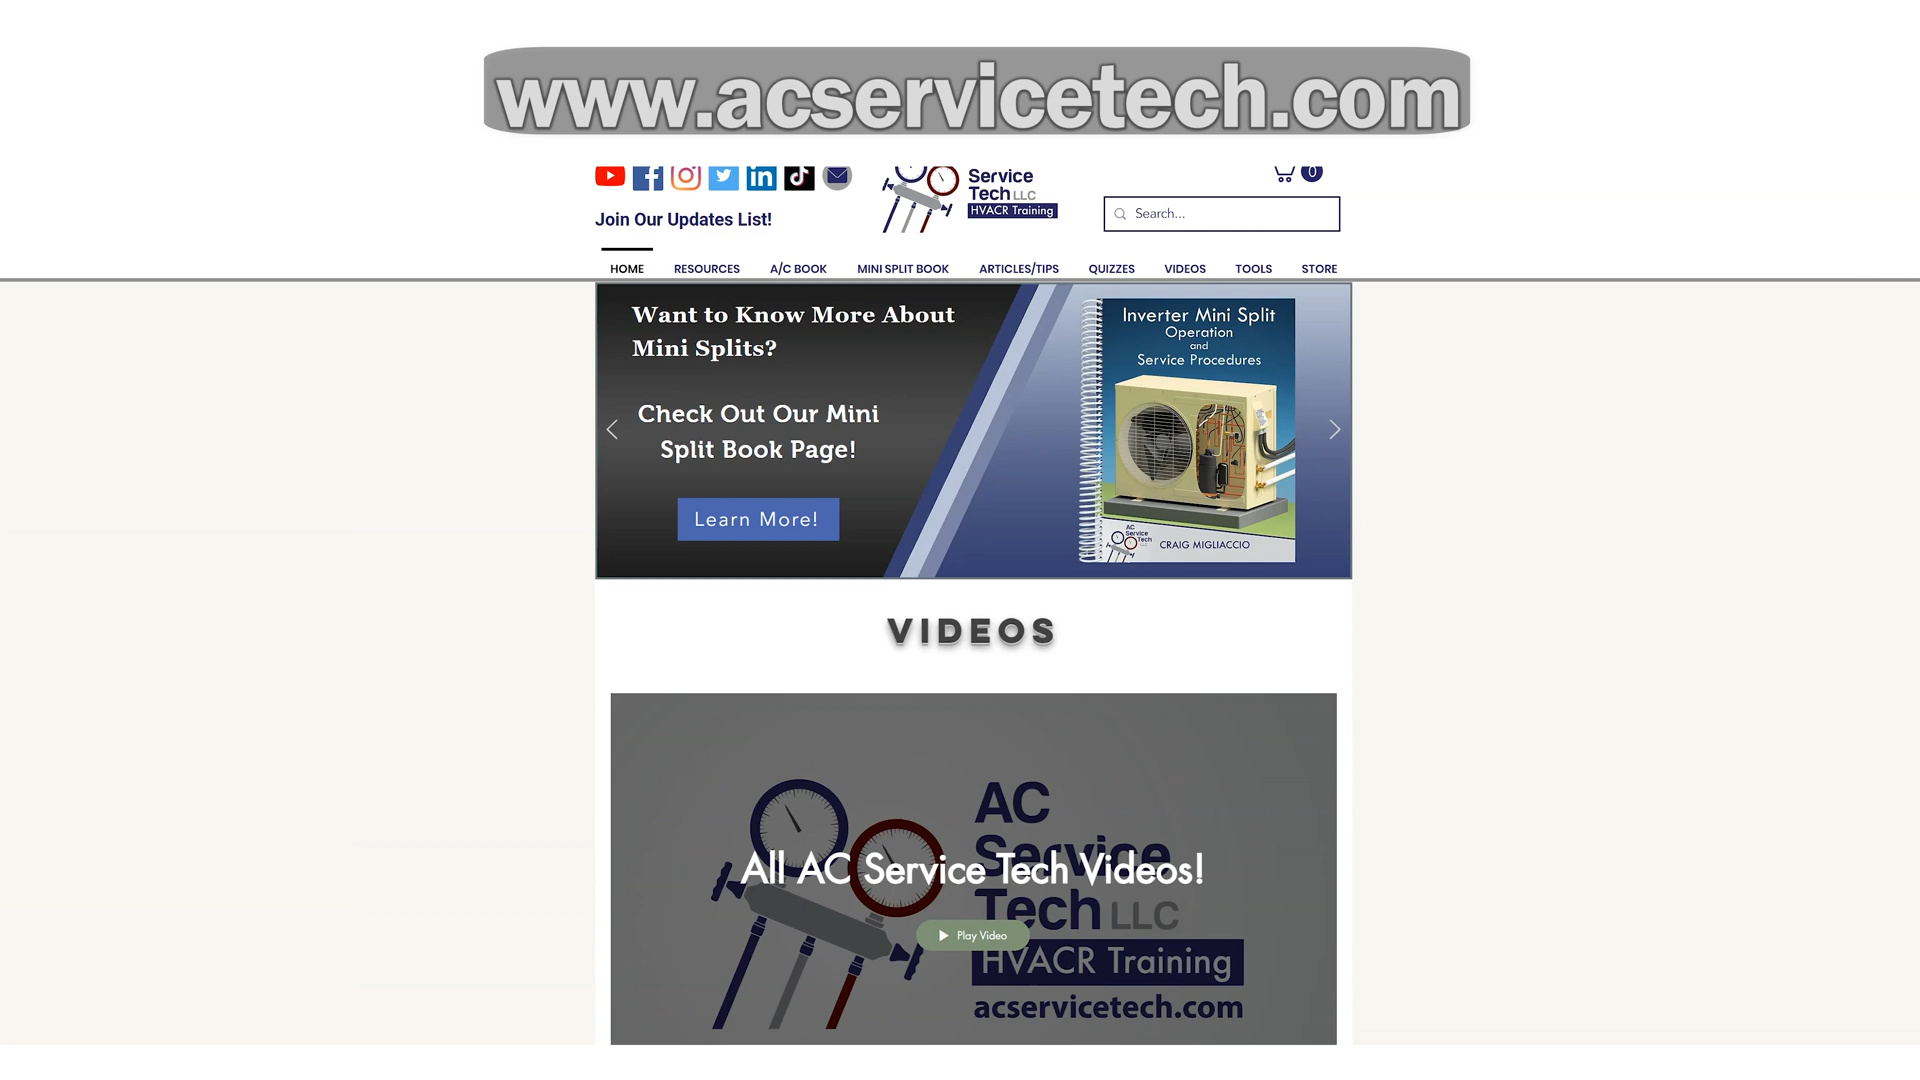 www.acservicetech.com
Service
Tech LLC
HVACR Training
0
Join Our Updates List!
Search...
HOME RESOURCES A/C BOOK MINI SPLIT BOOK ARTICLES/TIPS QUIZZES VIDEOS TOOLS STORE
Want to Know More About
Mini Splits?
Check Out Our Mini
Split Book Page!
Learn More!
Inverter Mini Split
Operation
and
Service Procedures
AC
Service
Tech
CRAIG MIGLIACCIO
VIDEOS
AC
Service
Tech LLC
HVACR Training
acservicetech.com
All AC Service Tech Videos!
Play Video